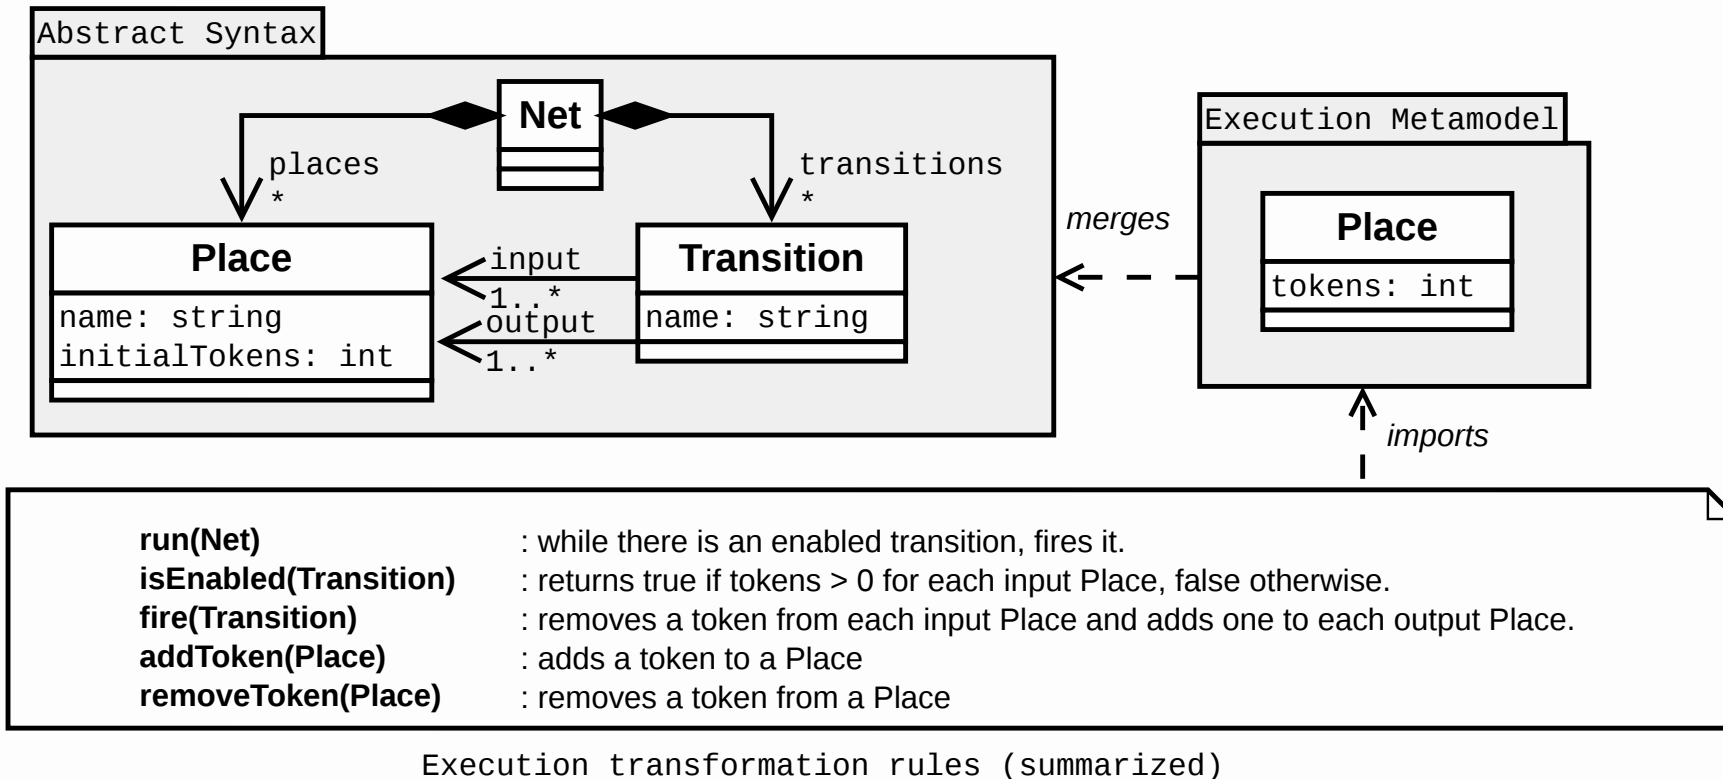 Abstract Syntax
Net
places
*
transitions
*
Place
name: string
initialTokens: int
input
1..*
output
1..*
Transition
name: string
merges
Execution Metamodel
Place
tokens: int
imports
run(Net) : while there is an enabled transition, fires it.
isEnabled(Transition) : returns true if tokens > 0 for each input Place, false otherwise.
fire(Transition) : removes a token from each input Place and adds one to each output Place.
addToken(Place) : adds a token to a Place
removeToken(Place) : removes a token from a Place
Execution transformation rules (summarized)